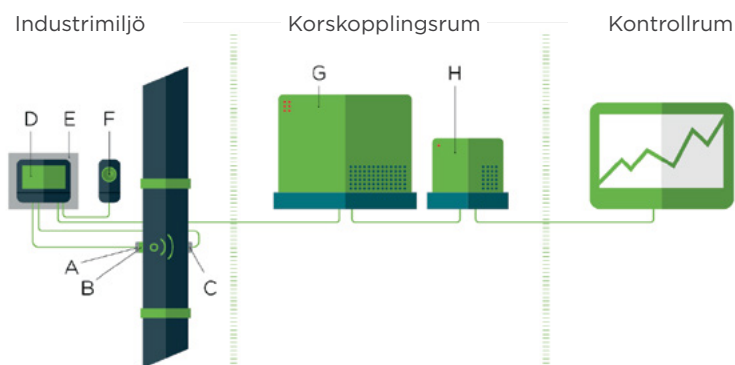 Industrimiljö
Korskopplingsrum
Kontrollrum
G
H
D E F
A
B
C